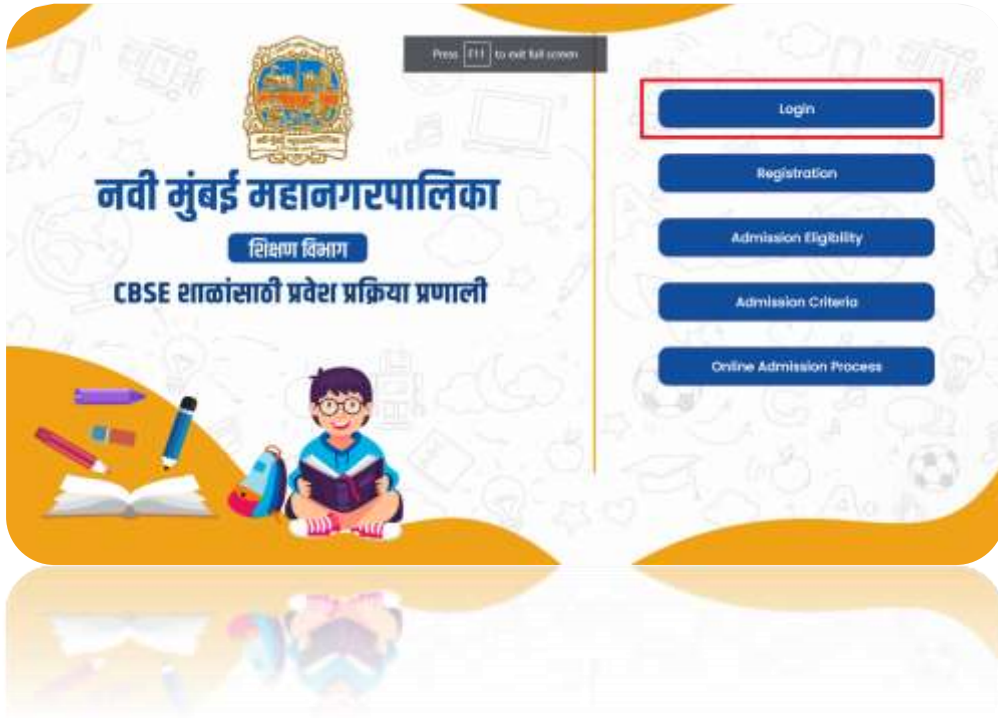 Press F11 to exit full screen
नवी मुंबई महानगरपालिका
शिक्षण विभाग
CBSE शाळांसाठी प्रवेश प्रक्रिया प्रणाली
Login
Registration
Admission Eligibility
Admission Criteria
Online Admission Process